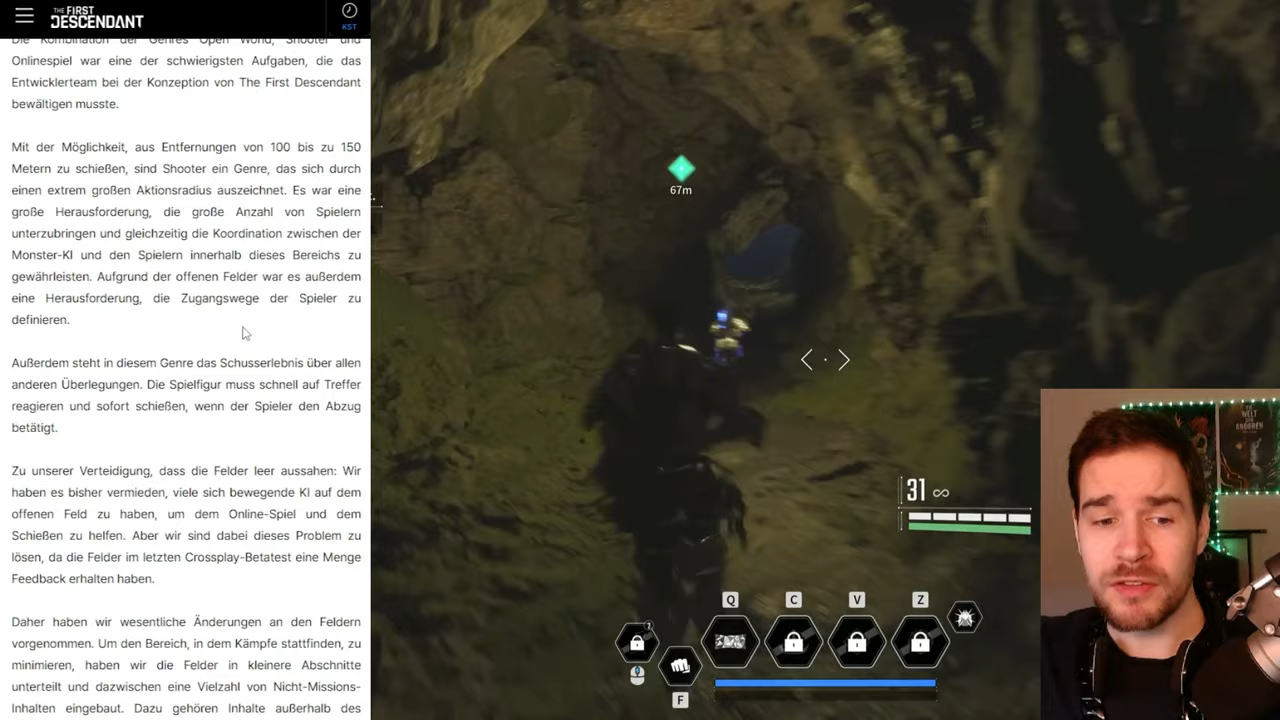 THE FIRST
DESCENDANT
KST
Die Kombination der Genres Open World, Shooter und
Onlinespiel war eine der schwierigsten Aufgaben, die das
Entwicklerteam bei der Konzeption von The First Descendant
bewältigen musste.
Mit der Möglichkeit, aus Entfernungen von 100 bis zu 150
Metern zu schießen, sind Shooter ein Genre, das sich durch
einen extrem großen Aktionsradius auszeichnet. Es war eine
große Herausforderung, die große Anzahl von Spielern
unterzubringen und gleichzeitig die Koordination zwischen der
Monster-KI und den Spielern innerhalb dieses Bereichs zu
gewährleisten. Aufgrund der offenen Felder war es außerdem
eine Herausforderung, die Zugangswege der Spieler zu
definieren.
Außerdem steht in diesem Genre das Schusserlebnis über allen
anderen Überlegungen. Die Spielfigur muss schnell auf Treffer
reagieren und sofort schießen, wenn der Spieler den Abzug
betätigt.
Zu unserer Verteidigung, dass die Felder leer aussahen: Wir
haben es bisher vermieden, viele sich bewegende KI auf dem
offenen Feld zu haben, um dem Online-Spiel und dem
Schießen zu helfen. Aber wir sind dabei dieses Problem zu
lösen, da die Felder im letzten Crossplay-Betatest eine Menge
Feedback erhalten haben.
Daher haben wir wesentliche Änderungen an den Feldern
vorgenommen. Um den Bereich, in dem Kämpfe stattfinden, zu
minimieren, haben wir die Felder in kleinere Abschnitte
unterteilt und dazwischen eine Vielzahl von Nicht-Missions-
Inhalten eingebaut. Dazu gehören Inhalte außerhalb des
67m
31 ∞
Q C V Z
F